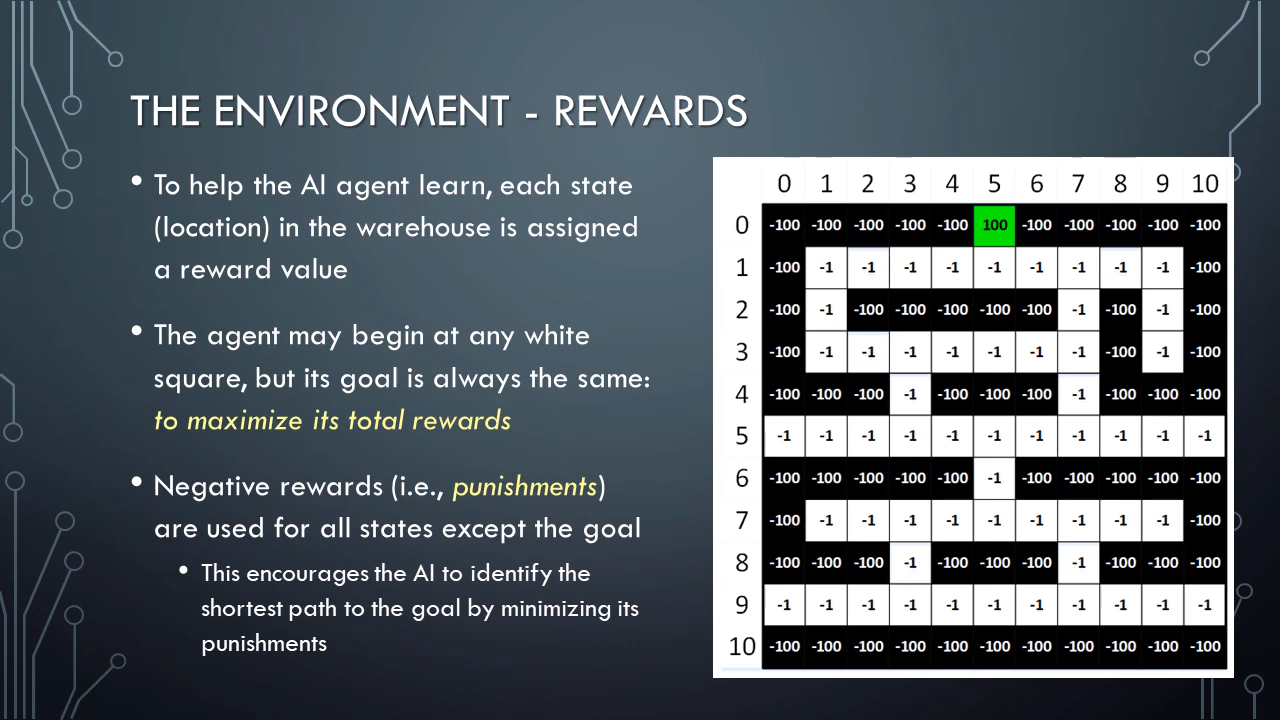 THE ENVIRONMENT - REWARDS
• To help the AI agent learn, each state
(location) in the warehouse is assigned
a reward value
• The agent may begin at any white
square, but its goal is always the same:
to maximize its total rewards
• Negative rewards (i.e., punishments)
are used for all states except the goal
• This encourages the AI to identify the
shortest path to the goal by minimizing its
punishments
0 1 2 3 4 5 6 7 8 9 10
0 -100 -100 -100 -100 -100 100 -100 -100 -100 -100 -100
1 -100 -1 -1 -1 -1 -1 -1 -1 -1 -1 -100
2 -100 -1 -100 -100 -100 -100 -100 -1 -100 -1 -100
3 -100 -1 -1 -1 -1 -1 -1 -1 -100 -1 -100
4 -100 -100 -100 -1 -100 -100 -100 -1 -100 -100 -100
5 -1 -1 -1 -1 -1 -1 -1 -1 -1 -1 -1
6 -100 -100 -100 -100 -100 -1 -100 -100 -100 -100 -100
7 -100 -1 -1 -1 -1 -1 -1 -1 -1 -1 -100
8 -100 -100 -100 -1 -100 -100 -100 -1 -100 -100 -100
9 -1 -1 -1 -1 -1 -1 -1 -1 -1 -1 -1
10 -100 -100 -100 -100 -100 -100 -100 -100 -100 -100 -100